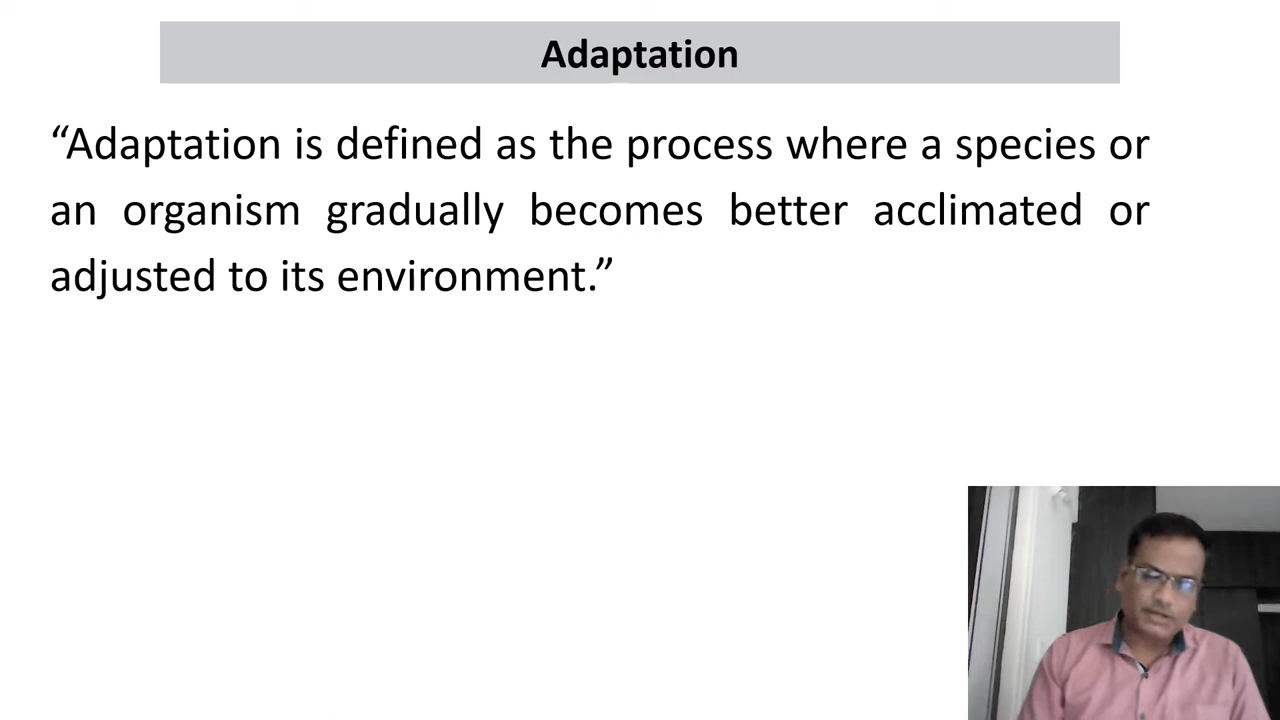 Adaptation
“Adaptation is defined as the process where a species or
an organism gradually becomes better acclimated or
adjusted to its environment.”